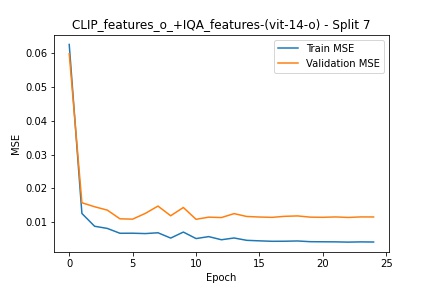 CLIP_features_o_+IQA_features-(vit-14-o) - Split 7
Train MSE
Validation MSE
0.06
0.05
0.04
0.03
0.02
0.01
MSE
0
5
10
15
20
25
Epoch